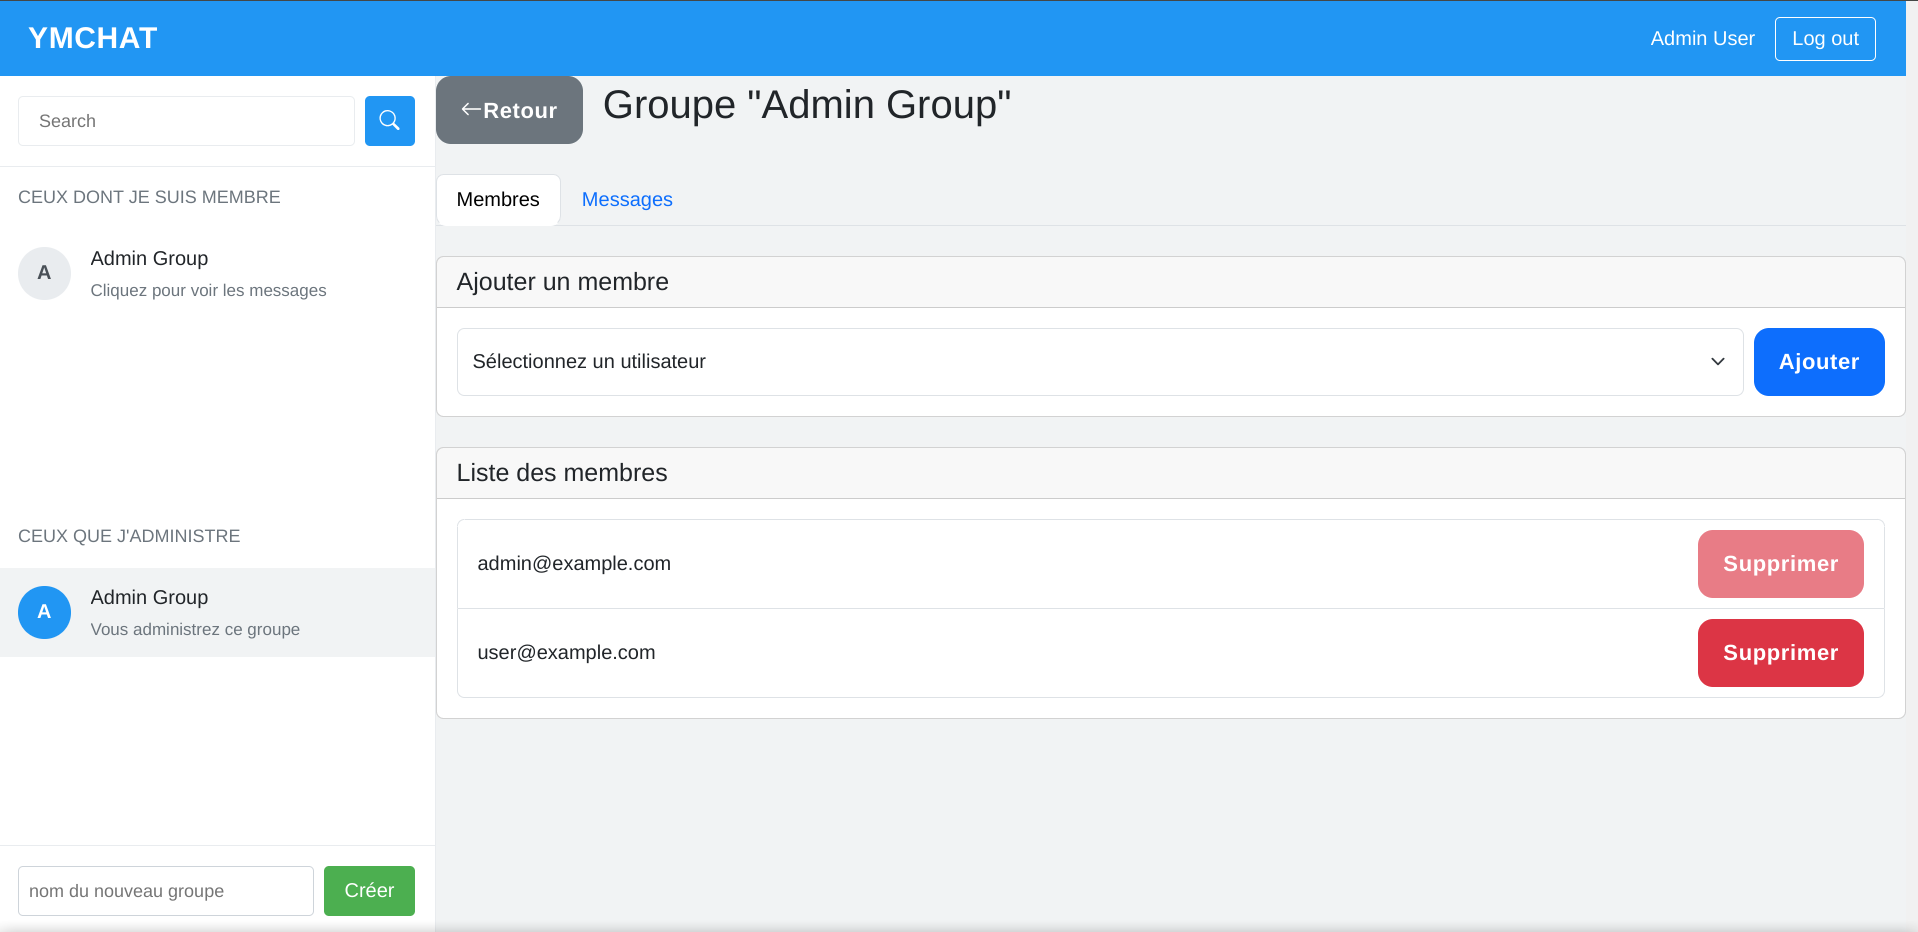 YMCHAT
Admin User
Log out
Search
CEUX DONT JE SUIS MEMBRE
A
Admin Group
Cliquez pour voir les messages
CEUX QUE J'ADMINISTRE
A
Admin Group
Vous administrez ce groupe
nom du nouveau groupe
Créer
←Retour
Groupe "Admin Group"
Membres
Messages
Ajouter un membre
Sélectionnez un utilisateur
Ajouter
Liste des membres
admin@example.com
Supprimer
user@example.com
Supprimer